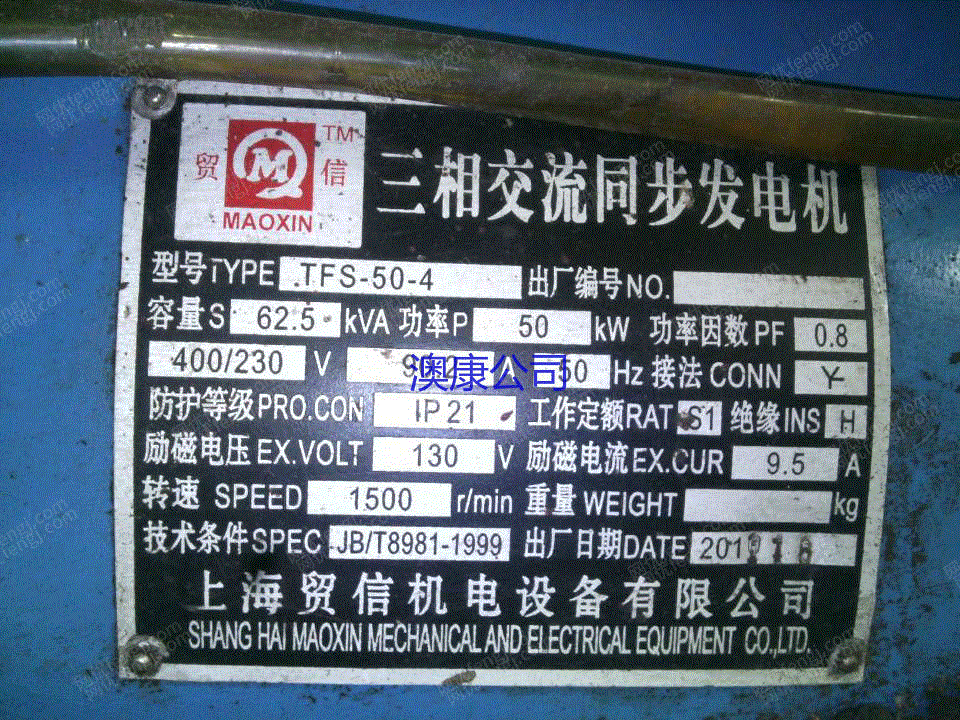 贸 信 TM
MAOXIN
三相交流同步发电机
型号TYPE TFS-50-4 出厂编号NO.
容量S 62.5 kVA 功率P 50 kW 功率因数PF 0.8
400/230 V A 50 Hz 接法CONN Y
澳康公司
防护等级PRO.CON IP21 工作定额RAT S1 绝缘INS H
励磁电压EX.VOLT 130 V 励磁电流EX.CUR 9.5 A
转速 SPEED 1500 r/min 重量WEIGHT kg
技术条件SPEC JB/T8981-1999 出厂日期DATE
上海贸信机电设备有限公司
SHANG HAI MAOXIN MECHANICAL AND ELECTRICAL EQUIPMENT CO.,LTD.